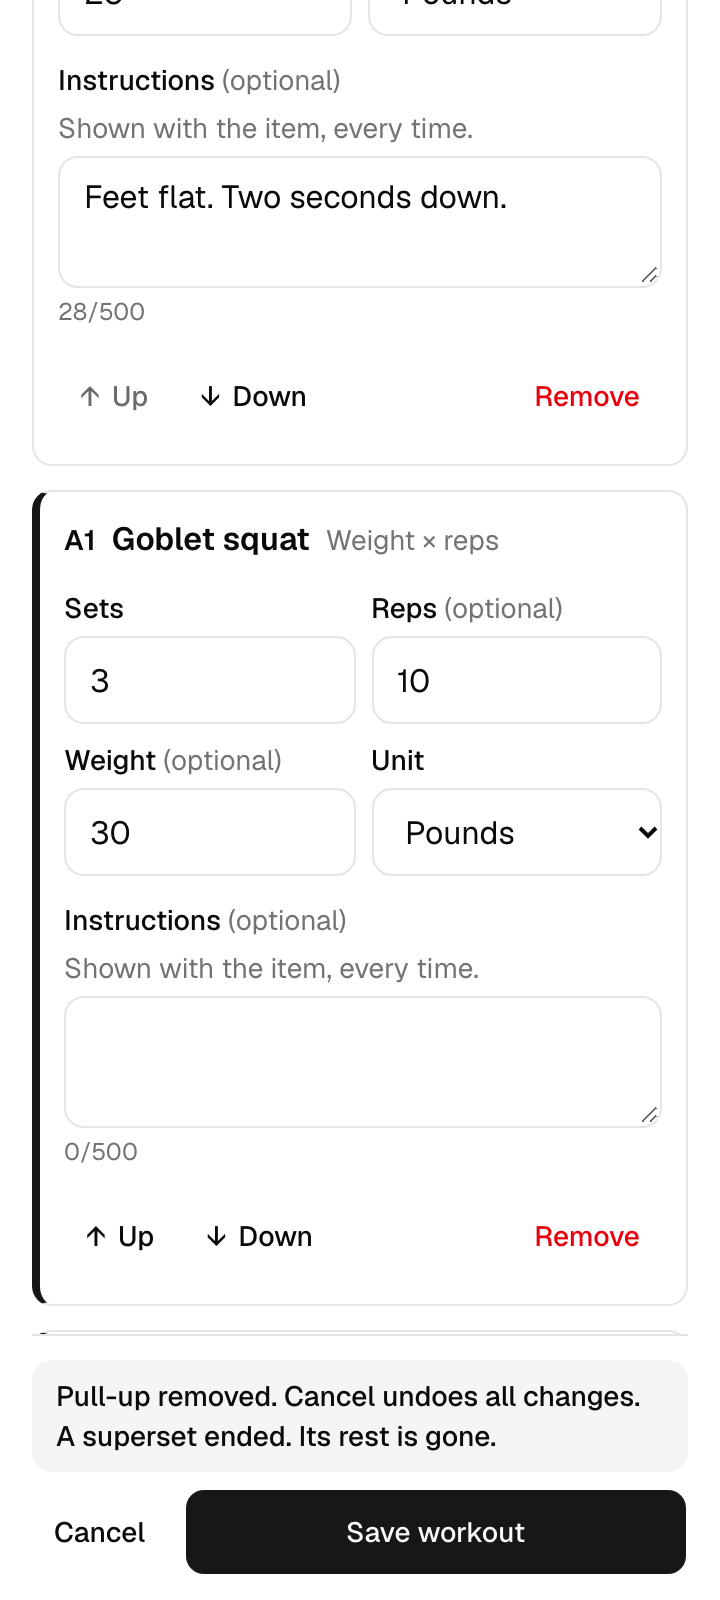 Instructions (optional)
Shown with the item, every time.
Feet flat. Two seconds down.
28/500
↑ Up ↓ Down Remove
A1 Goblet squat Weight × reps
Sets Reps (optional)
3 10
Weight (optional) Unit
30 Pounds
Instructions (optional)
Shown with the item, every time.
0/500
↑ Up ↓ Down Remove
Pull-up removed. Cancel undoes all changes.
A superset ended. Its rest is gone.
Cancel Save workout